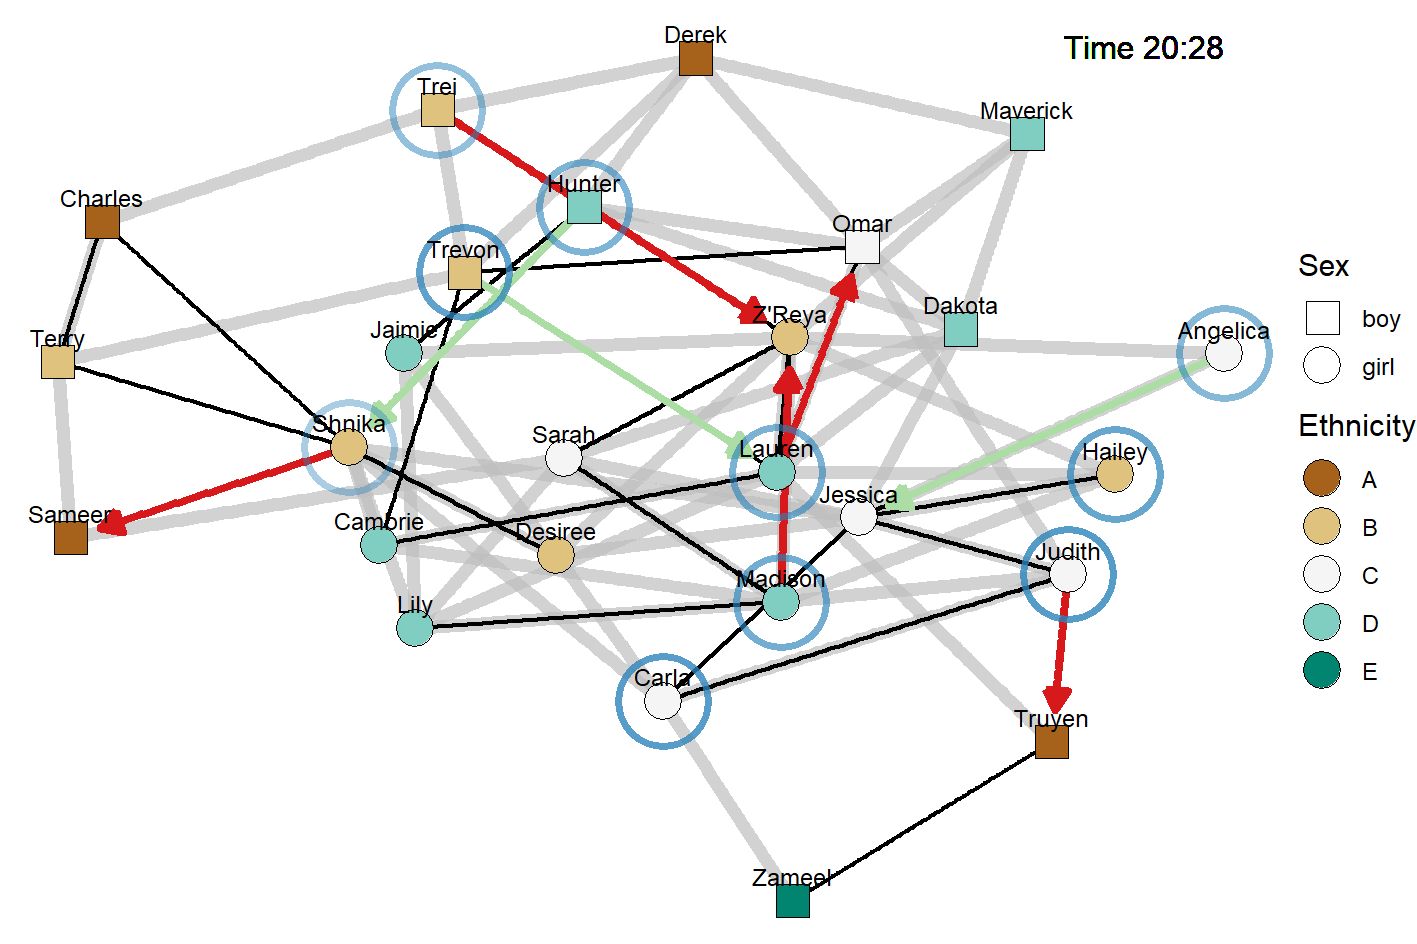 Derek
Time 20:28
Trei
Maverick
Hunter
Charles
Omar
Trevon
Z'Reya
Dakota
Jaimie
Angelica
Terry
Shnika
Sarah
Lauren
Hailey
Jessica
Sameer
Cambrie
Desiree
Judith
Madison
Lily
Carla
Truyen
Zameel
Sex
boy
girl
Ethnicity
A
B
C
D
E